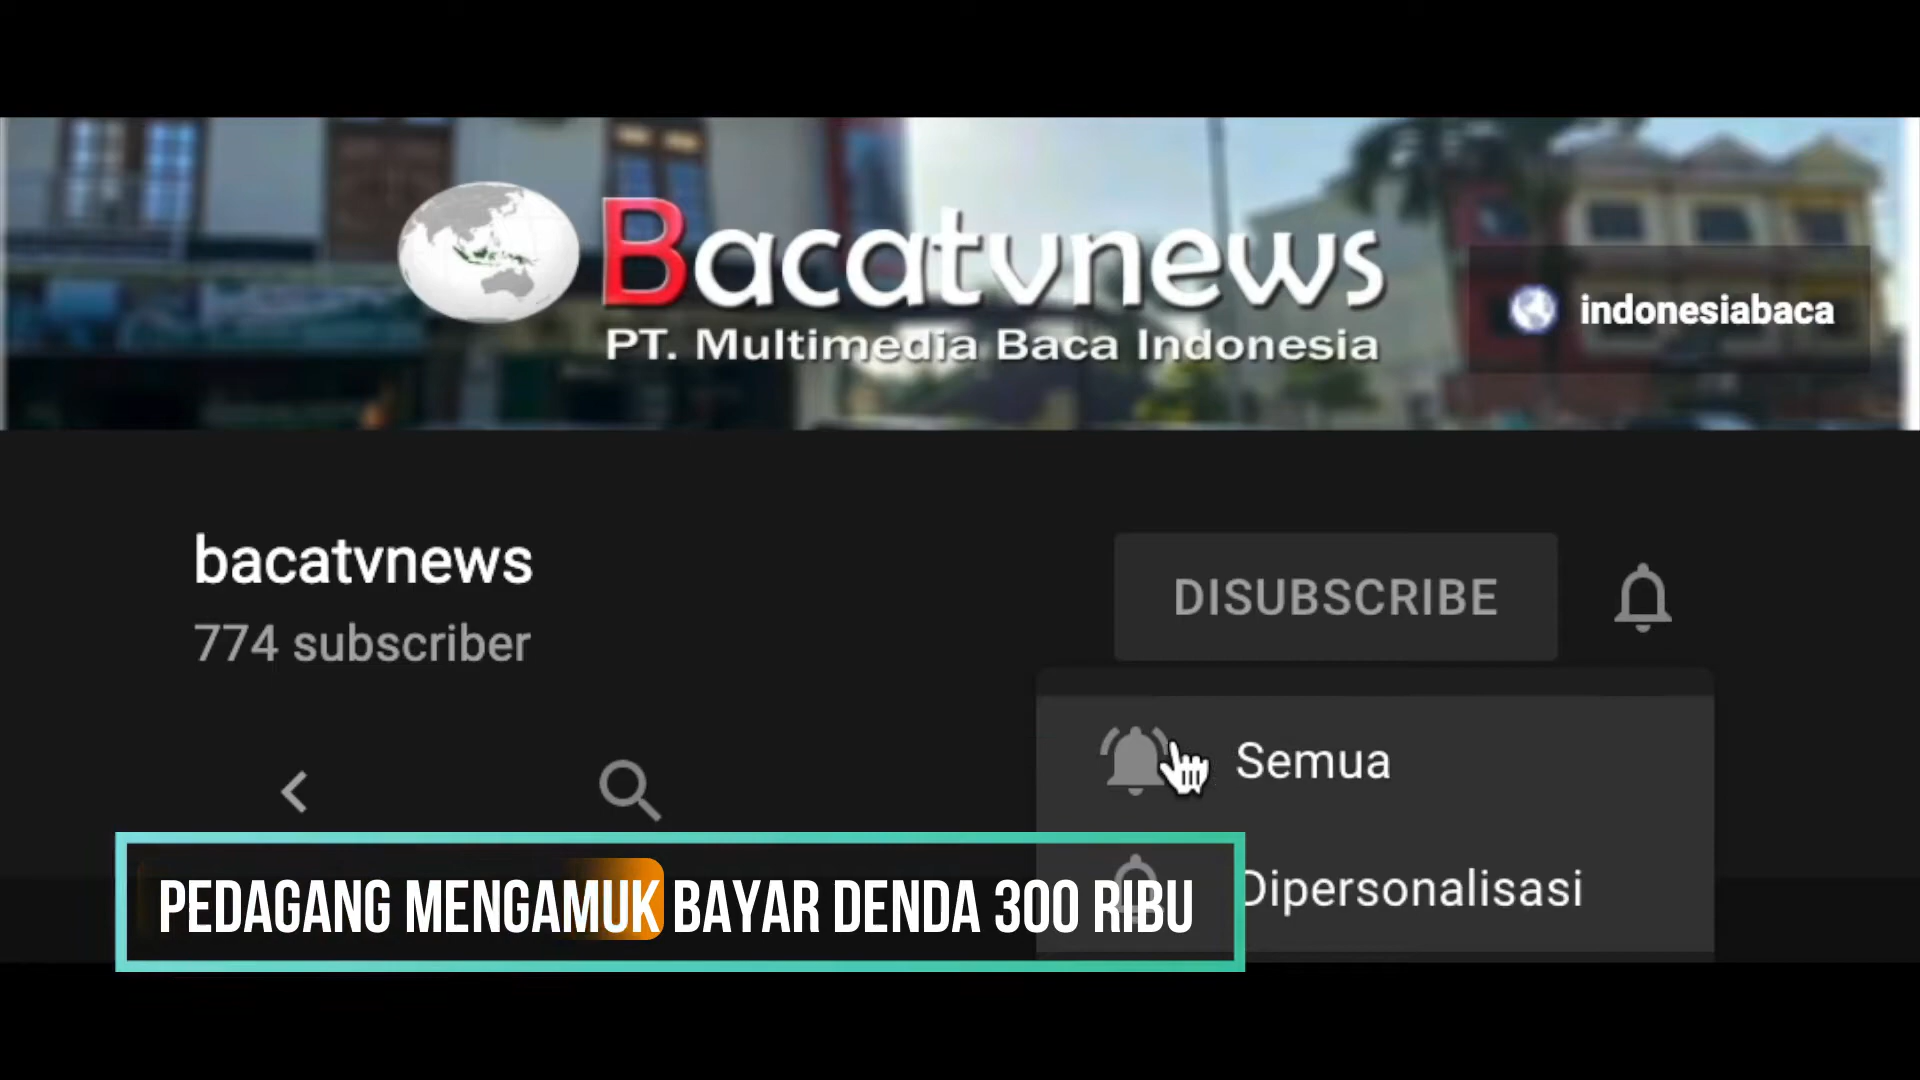 Bacatvnews
PT. Multimedia Baca Indonesia
indonesiabaca
bacatvnews
774 subscriber
DISUBSCRIBE
Semua
Dipersonalisasi
PEDAGANG MENGAMUK BAYAR DENDA 300 RIBU